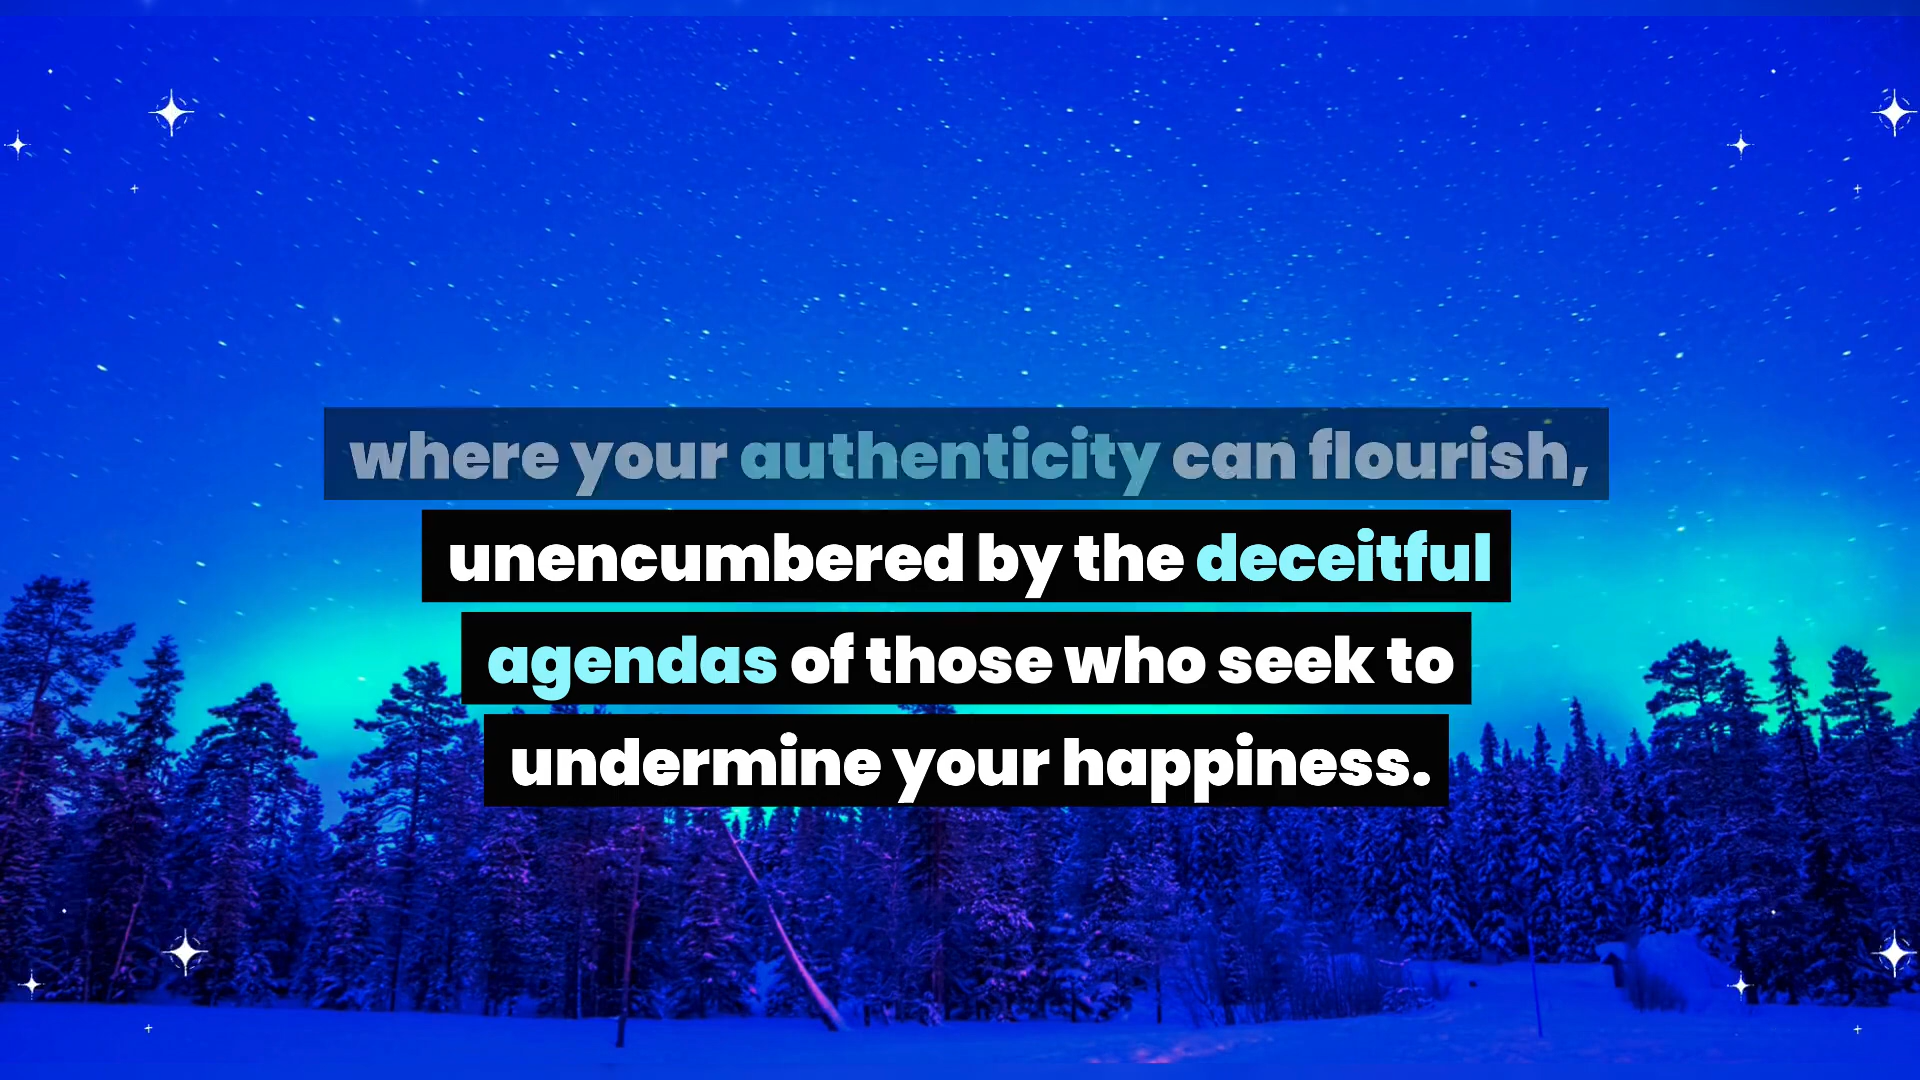 where your authenticity can flourish,
unencumbered by the deceitful
agendas of those who seek to
undermine your happiness.